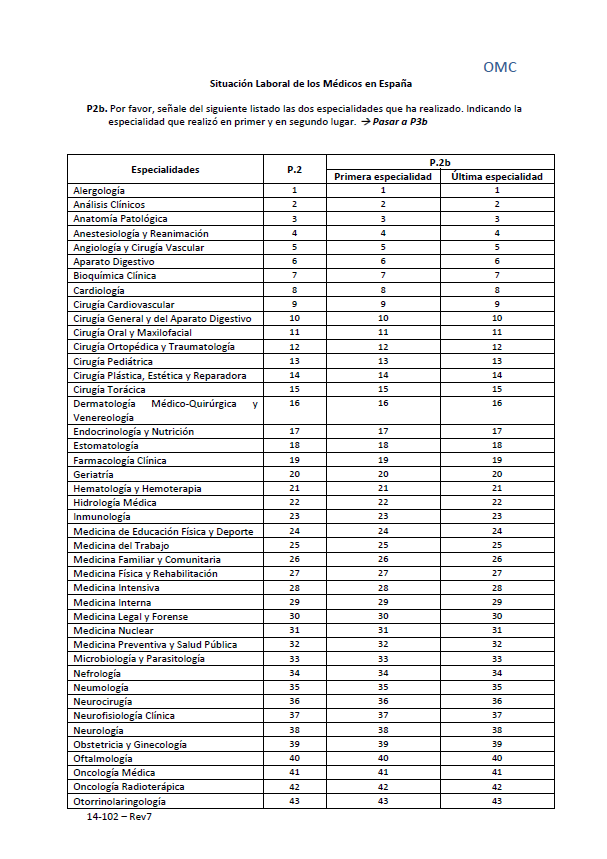 OMC
Situación Laboral de los Médicos en España
P2b. Por favor, señale del siguiente listado las dos especialidades que ha realizado. Indicando la
especialidad que realizó en primer y en segundo lugar. → Pasar a P3b
Especialidades P.2 P.2b
Primera especialidad Última especialidad
Alergología 1 1 1
Análisis Clínicos 2 2 2
Anatomía Patológica 3 3 3
Anestesiología y Reanimación 4 4 4
Angiología y Cirugía Vascular 5 5 5
Aparato Digestivo 6 6 6
Bioquímica Clínica 7 7 7
Cardiología 8 8 8
Cirugía Cardiovascular 9 9 9
Cirugía General y del Aparato Digestivo 10 10 10
Cirugía Oral y Maxilofacial 11 11 11
Cirugía Ortopédica y Traumatología 12 12 12
Cirugía Pediátrica 13 13 13
Cirugía Plástica, Estética y Reparadora 14 14 14
Cirugía Torácica 15 15 15
Dermatología Médico-Quirúrgica y 16 16 16
Venereología
Endocrinología y Nutrición 17 17 17
Estomatología 18 18 18
Farmacología Clínica 19 19 19
Geriatría 20 20 20
Hematología y Hemoterapia 21 21 21
Hidrología Médica 22 22 22
Inmunología 23 23 23
Medicina de Educación Física y Deporte 24 24 24
Medicina del Trabajo 25 25 25
Medicina Familiar y Comunitaria 26 26 26
Medicina Física y Rehabilitación 27 27 27
Medicina Intensiva 28 28 28
Medicina Interna 29 29 29
Medicina Legal y Forense 30 30 30
Medicina Nuclear 31 31 31
Medicina Preventiva y Salud Pública 32 32 32
Microbiología y Parasitología 33 33 33
Nefrología 34 34 34
Neumología 35 35 35
Neurocirugía 36 36 36
Neurofisiología Clínica 37 37 37
Neurología 38 38 38
Obstetricia y Ginecología 39 39 39
Oftalmología 40 40 40
Oncología Médica 41 41 41
Oncología Radioterápica 42 42 42
Otorrinolaringología 43 43 43
14-102 – Rev7